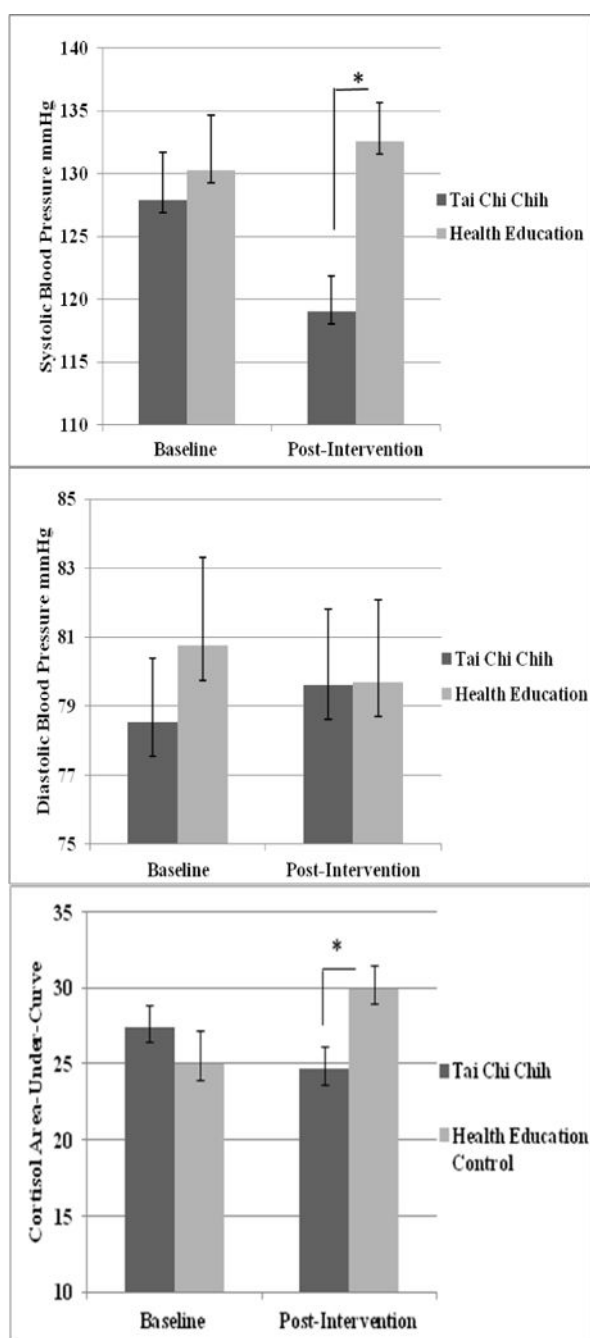 Systolic Blood Pressure mmHg
140
135
130
125
120
115
110
*
Tai Chi Chih
Health Education
Baseline
Post-Intervention
Diastolic Blood Pressure mmHg
85
83
81
79
77
75
Tai Chi Chih
Health Education
Baseline
Post-Intervention
Cortisol Area-Under-Curve
35
30
25
20
15
10
*
Tai Chi Chih
Health Education
Control
Baseline
Post-Intervention